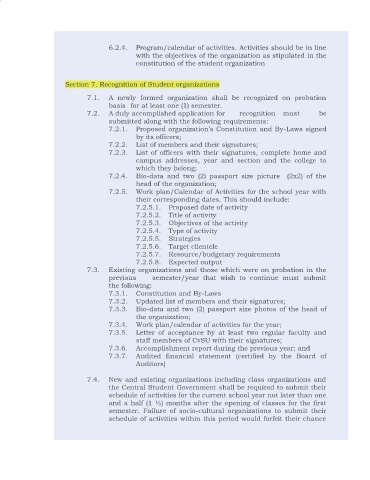 6.2.4. Program/calendar of activities. Activities should be in line
with the objectives of the organization as stipulated in the
constitution of the student organization
Section 7. Recognition of Student organizations
7.1. A newly formed organization shall be recognized on probation
basis for at least one (1) semester.
7.2. A duly accomplished application for recognition must be
submitted along with the following requirements:
7.2.1. Proposed organization's Constitution and By-Laws signed
by its officers;
7.2.2. List of members and their signatures;
7.2.3. List of officers with their signatures, complete home and
campus addresses, year and section and the college to
which they belong;
7.2.4. Bio-data and two (2) passport size picture (2x2) of the
head of the organization;
7.2.5. Work plan/Calendar of Activities for the school year with
their corresponding dates. This should include:
7.2.5.1. Proposed date of activity
7.2.5.2. Title of activity
7.2.5.3. Objectives of the activity
7.2.5.4. Type of activity
7.2.5.5. Strategies
7.2.5.6. Target clientele
7.2.5.7. Resource/budgetary requirements
7.2.5.8. Expected output
7.3. Existing organizations and those which were on probation in the
previous semester/year that wish to continue must submit
the following:
7.3.1. Constitution and By-Laws
7.3.2. Updated list of members and their signatures;
7.3.3. Bio-data and two (2) passport size photos of the head of
the organization;
7.3.4. Work plan/calendar of activities for the year;
7.3.5. Letter of acceptance by at least two regular faculty and
staff members of CvSU with their signatures;
7.3.6. Accomplishment report during the previous year; and
7.3.7. Audited financial statement (certified by the Board of
Auditors)
7.4. New and existing organizations including class organizations and
the Central Student Government shall be required to submit their
schedule of activities for the current school year not later than one
and a half (1 ½) months after the opening of classes for the first
semester. Failure of socio-cultural organizations to submit their
schedule of activities within this period would forfeit their chance